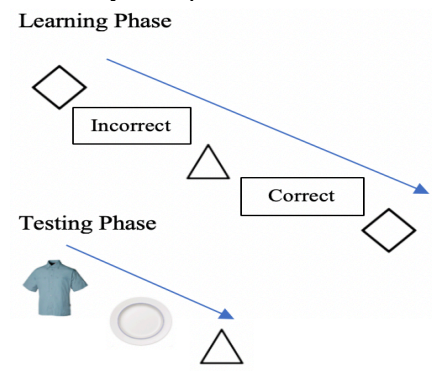 Learning Phase
Incorrect
Correct
Testing Phase